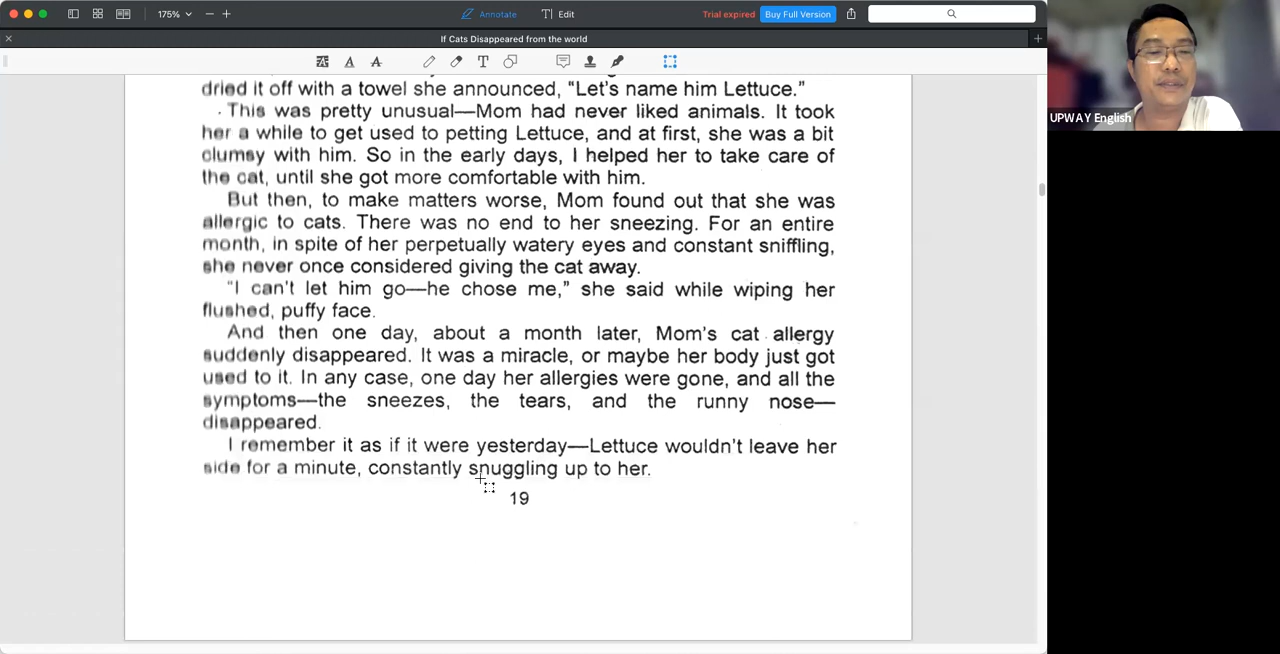 175%
Annotate
Edit
Trial expired
Buy Full Version
If Cats Disappeared from the world
dried it off with a towel she announced, “Let’s name him Lettuce.”
This was pretty unusual—Mom had never liked animals. It took
her a while to get used to petting Lettuce, and at first, she was a bit
clumsy with him. So in the early days, I helped her to take care of
the cat, until she got more comfortable with him.
But then, to make matters worse, Mom found out that she was
allergic to cats. There was no end to her sneezing. For an entire
month, in spite of her perpetually watery eyes and constant sniffling,
she never once considered giving the cat away.
“I can’t let him go—he chose me,” she said while wiping her
flushed, puffy face.
And then one day, about a month later, Mom’s cat allergy
suddenly disappeared. It was a miracle, or maybe her body just got
used to it. In any case, one day her allergies were gone, and all the
symptoms—the sneezes, the tears, and the runny nose—
disappeared.
I remember it as if it were yesterday—Lettuce wouldn’t leave her
side for a minute, constantly snuggling up to her.
19
UPWAY English